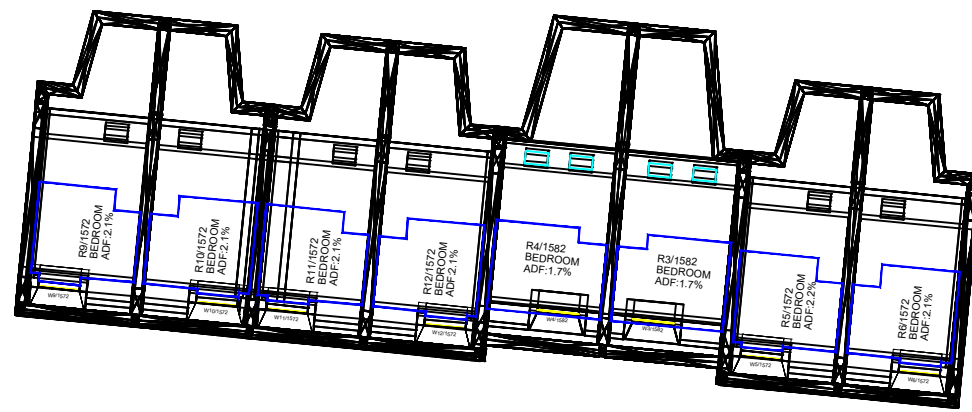 R9/1572
BEDROOM
ADF:2.1%
W9/1572
R10/1572
BEDROOM
ADF:2.1%
W10/1572
R11/1572
BEDROOM
ADF:2.1%
W11/1572
R12/1572
BEDROOM
ADF:2.1%
W12/1572
R4/1582
BEDROOM
ADF:1.7%
W4/1582
R3/1582
BEDROOM
ADF:1.7%
W3/1582
R5/1572
BEDROOM
ADF:2.2%
W5/1572
R6/1572
BEDROOM
ADF:2.1%
W6/1572